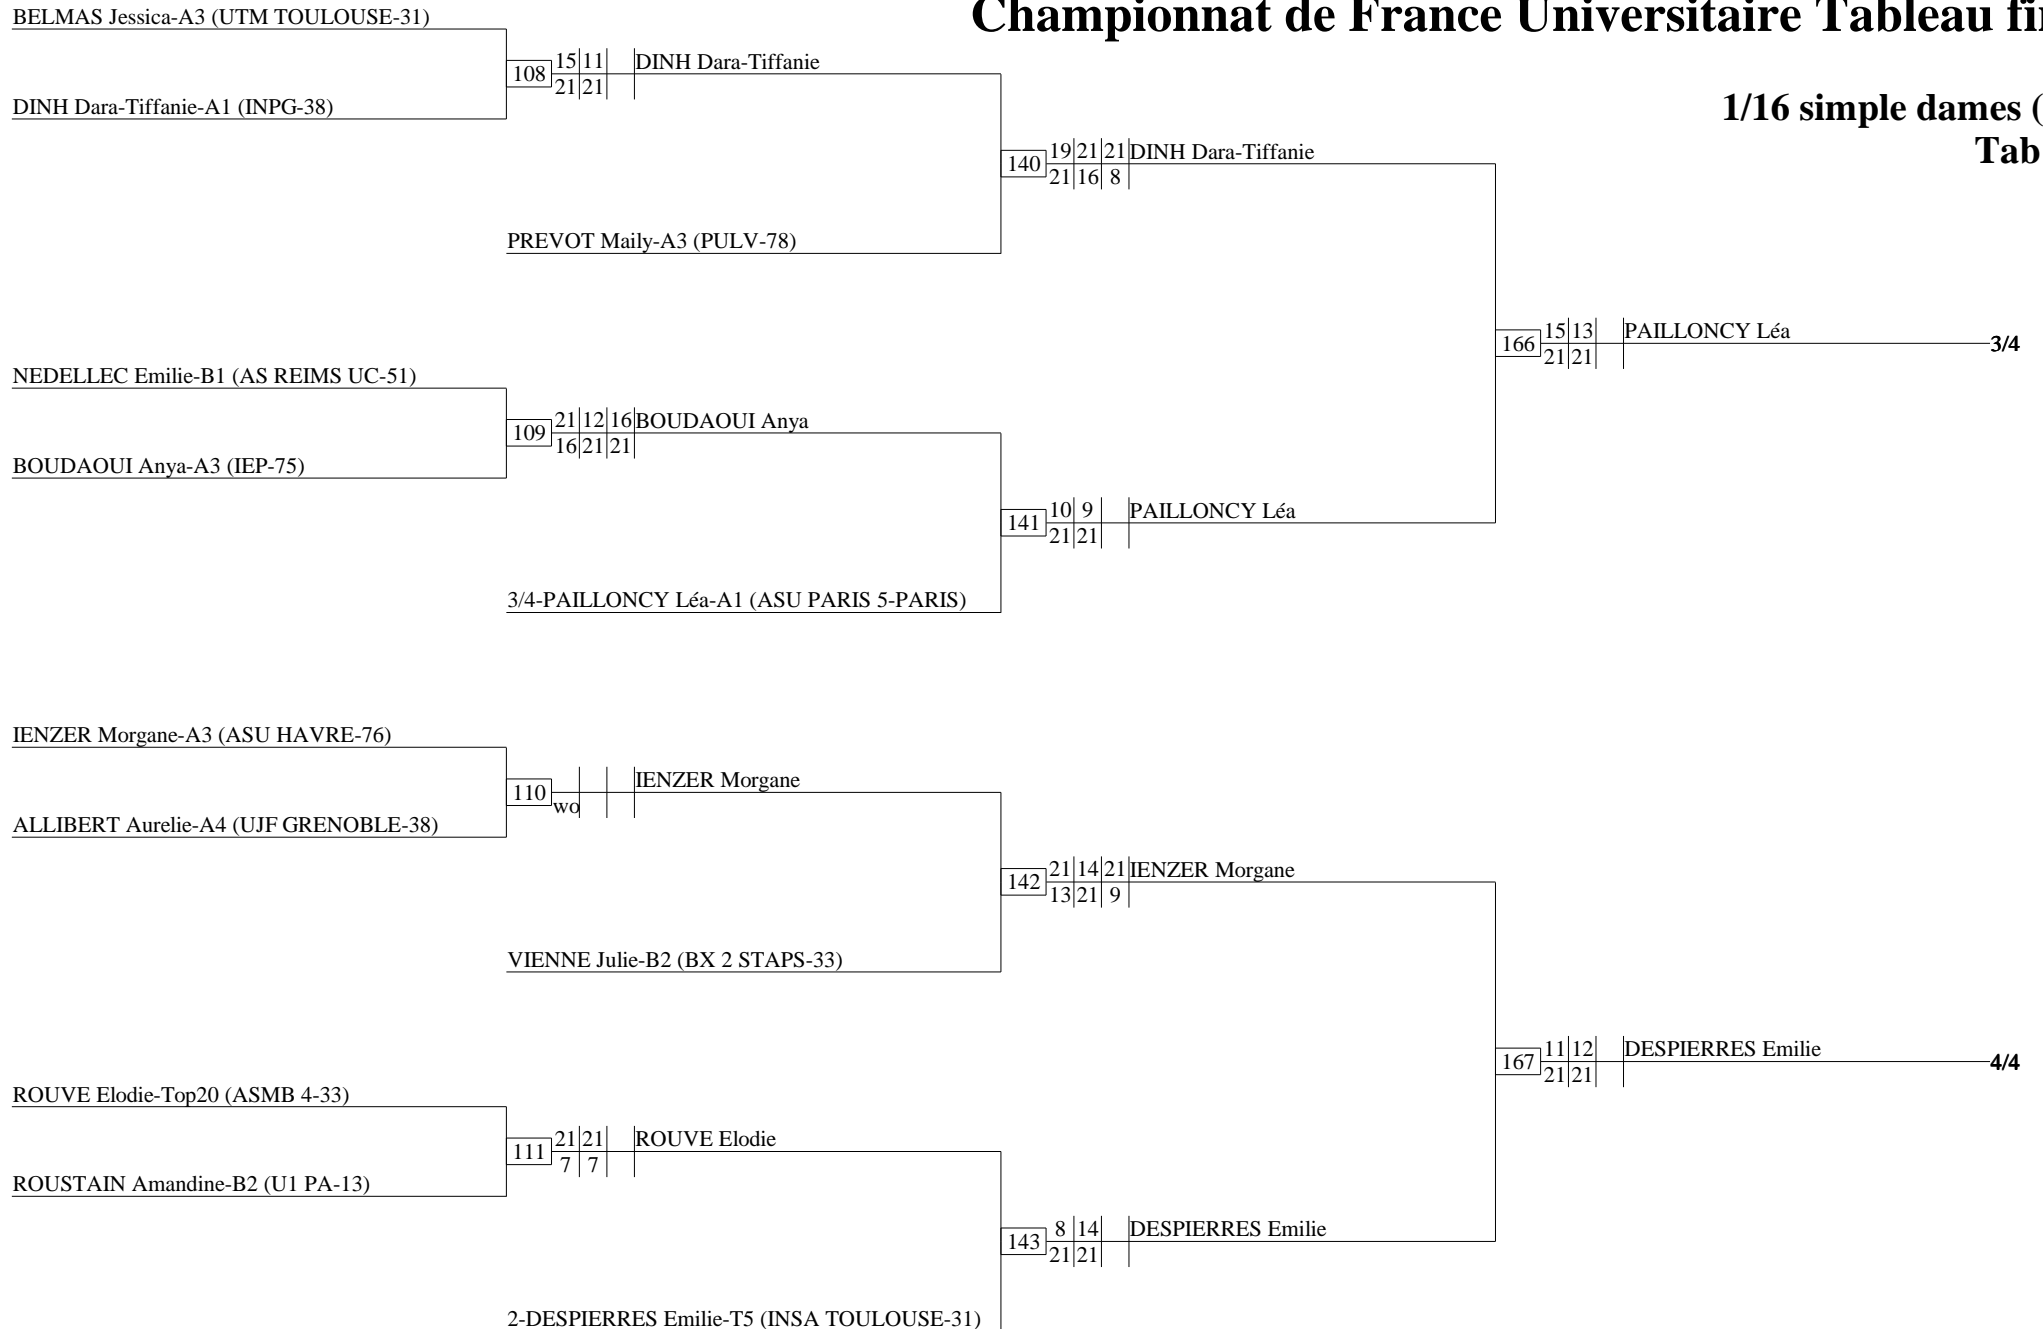 BELMAS Jessica-A3 (UTM TOULOUSE-31)
Championnat de France Universitaire Tableau
108
15 11
21 21
DINH Dara-Tiffanie
DINH Dara-Tiffanie-A1 (INPG-38)
1/16 simple dames (
Tab
140
19 21 21
21 16 8
DINH Dara-Tiffanie
PREVOT Maily-A3 (PULV-78)
166
15 13
21 21
PAILLONCY Léa
3/4
NEDELLEC Emilie-B1 (AS REIMS UC-51)
109
21 12 16
16 21 21
BOUDAOUI Anya
BOUDAOUI Anya-A3 (IEP-75)
141
10 9
21 21
PAILLONCY Léa
3/4-PAILLONCY Léa-A1 (ASU PARIS 5-PARIS)
IENZER Morgane-A3 (ASU HAVRE-76)
110
wo
IENZER Morgane
ALLIBERT Aurelie-A4 (UJF GRENOBLE-38)
142
21 14 21
13 21 9
IENZER Morgane
VIENNE Julie-B2 (BX 2 STAPS-33)
167
11 12
21 21
DESPIERRES Emilie
4/4
ROUVE Elodie-Top20 (ASMB 4-33)
111
21 21
7 7
ROUVE Elodie
ROUSTAIN Amandine-B2 (U1 PA-13)
143
8 14
21 21
DESPIERRES Emilie
2-DESPIERRES Emilie-T5 (INSA TOULOUSE-31)